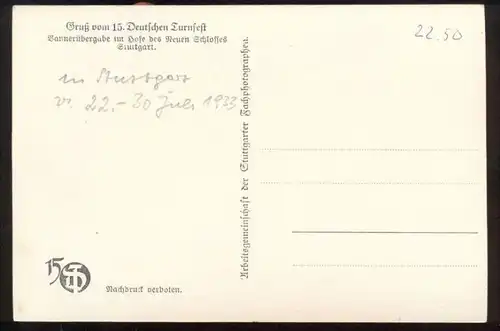 Gruß vom 15. Deutschen Turnfest
Bannerübergabe im Hofe des Neuen Schlosses
Stuttgart.
in Stuttgart
v. 22.-30 Juli 1933
22.50
Arbeitsgemeinschaft der Stuttgarter Fachphotographen.
15 DT
Nachdruck verboten.